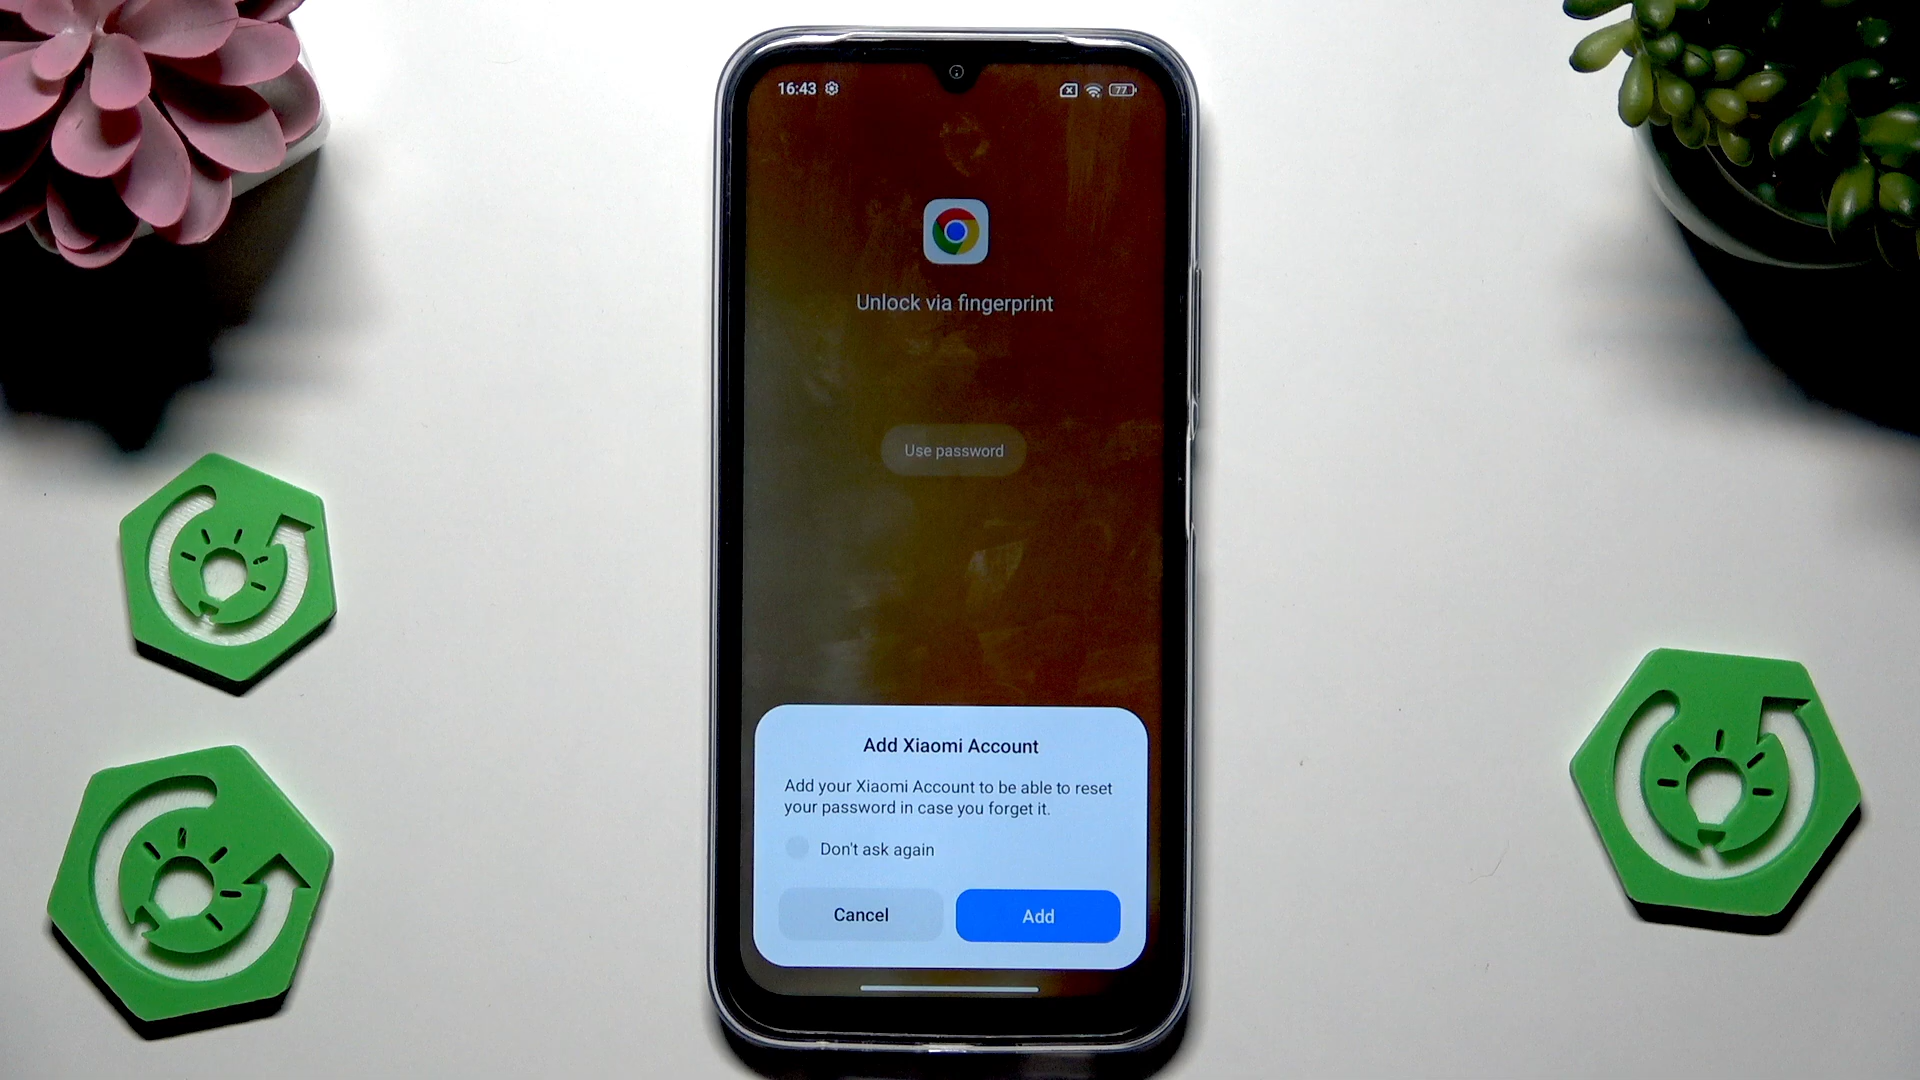 16:43
77
Unlock via fingerprint
Use password
Add Xiaomi Account
Add your Xiaomi Account to be able to reset
your password in case you forget it.
Don't ask again
Cancel
Add